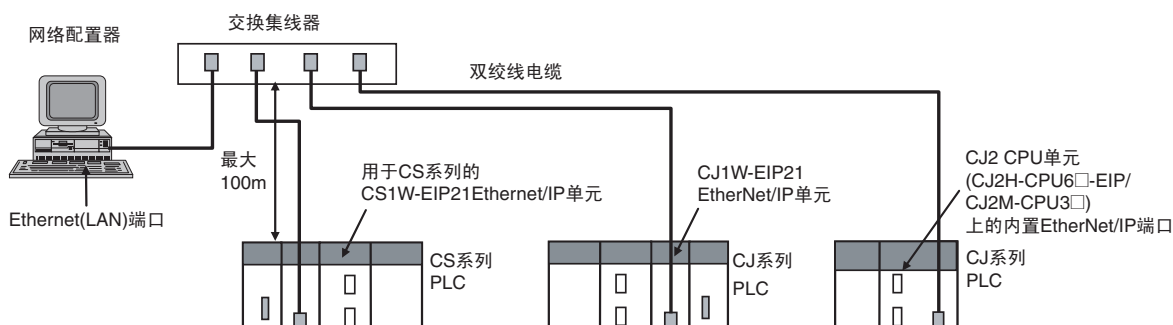 网络配置器
交换集线器
双绞线电缆
最大
100m
用于CS系列的
CS1W-EIP21Ethernet/IP单元
CJ1W-EIP21
EtherNet/IP单元
CJ2 CPU单元
(CJ2H-CPU6□-EIP/
CJ2M-CPU3□)
上的内置EtherNet/IP端口
Ethernet(LAN)端口
CS系列
PLC
CJ系列
PLC
CJ系列
PLC